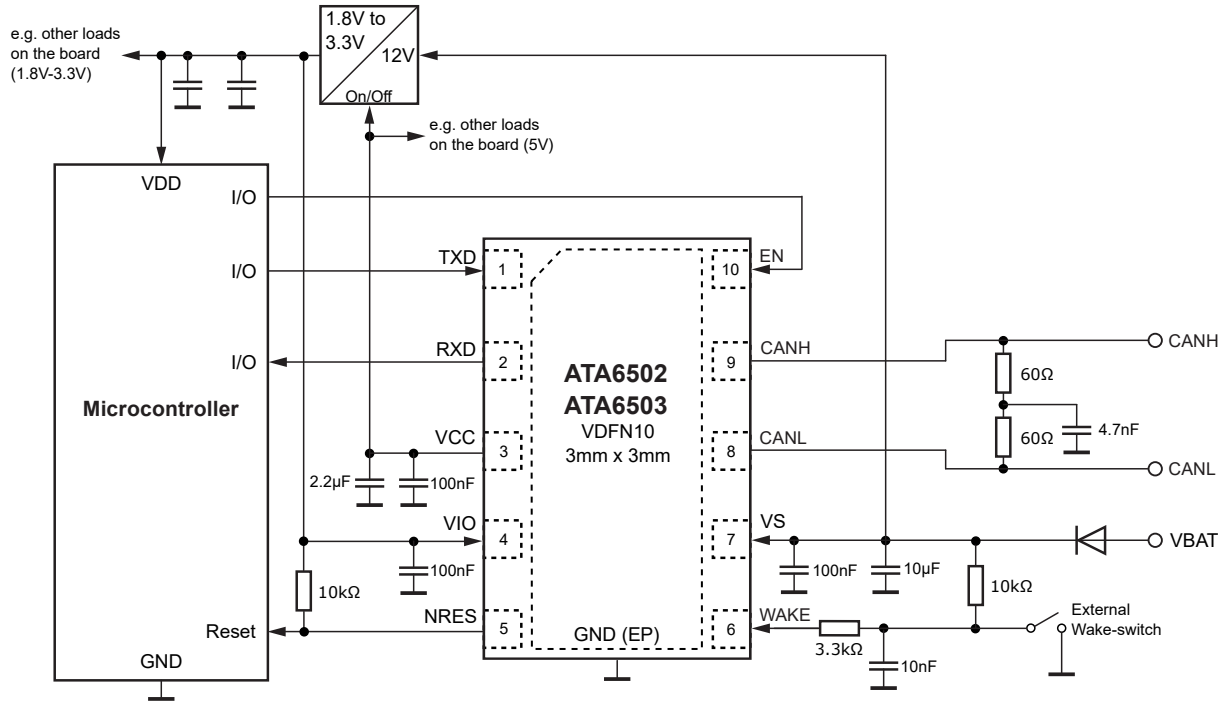 1.8V to
3.3V
12V
On/Off
e.g. other loads
on the board
(1.8V-3.3V)
e.g. other loads
on the board (5V)
VDD
I/O
I/O
I/O
Microcontroller
Reset
GND
TXD
RXD
VCC
VIO
NRES
1
2
3
4
5
2.2µF
100nF
100nF
10kΩ
ATA6502
ATA6503
VDFN10
3mm x 3mm
GND (EP)
10
9
8
7
6
EN
CANH
CANL
VS
WAKE
60Ω
60Ω
4.7nF
CANH
CANL
VBAT
100nF
10µF
10kΩ
3.3kΩ
10nF
External
Wake-switch